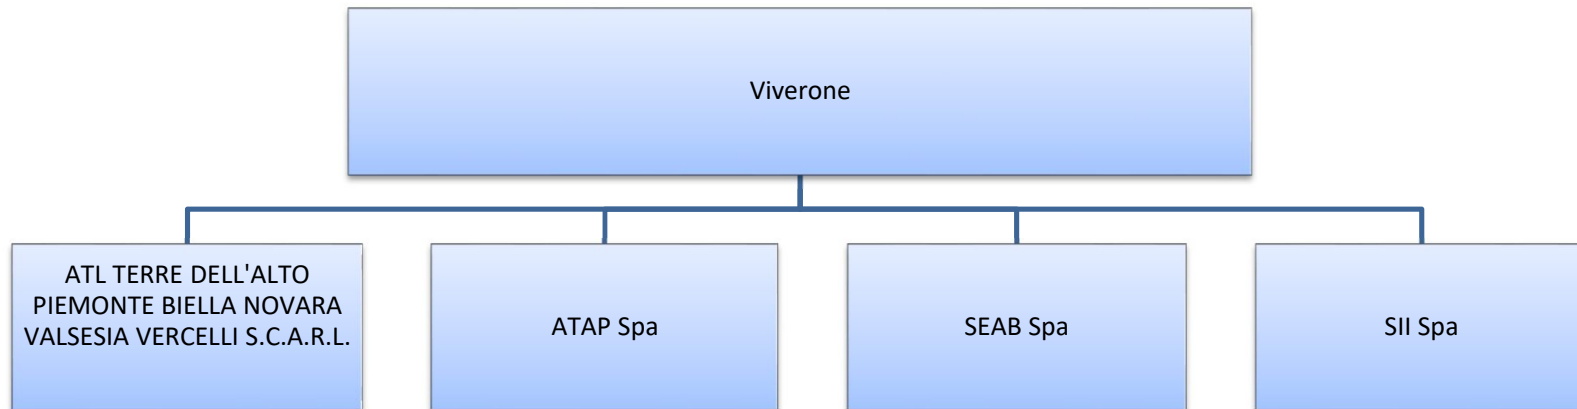 Viverone
ATL TERRE DELL'ALTO
PIEMONTE BIELLA NOVARA
VALSESIA VERCELLI S.C.A.R.L.
ATAP Spa
SEAB Spa
SII Spa